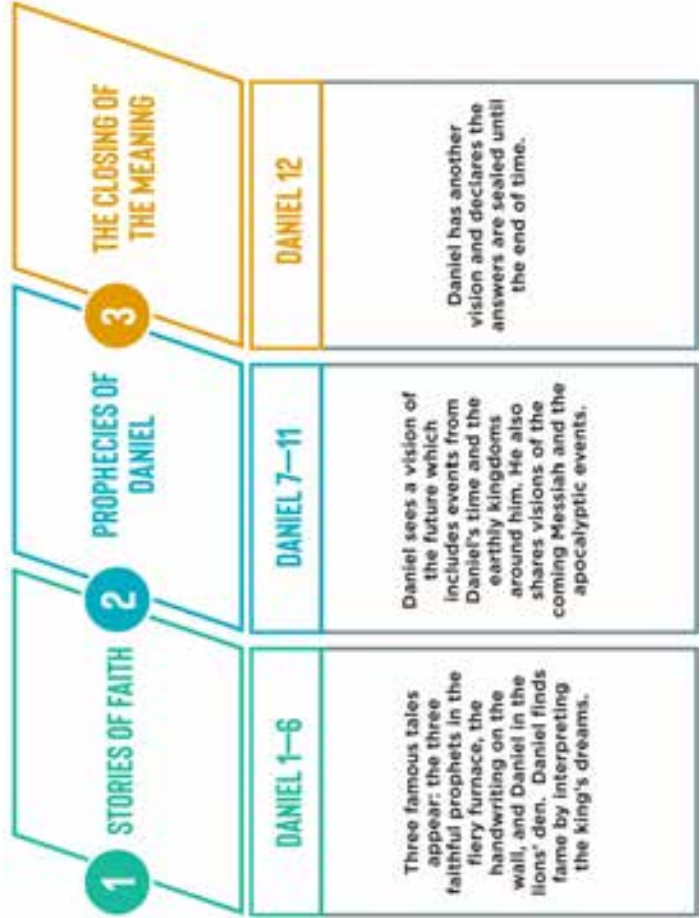 1
STORIES OF FAITH
DANIEL 1–6
Three famous tales
appear: the three
faithful prophets in the
fiery furnace, the
handwriting on the
wall, and Daniel in the
lions' den. Daniel finds
fame by interpreting
the king's dreams.
2
PROPHECIES OF
DANIEL
DANIEL 7–11
Daniel sees a vision of
the future which
includes events from
Daniel's time and the
earthly kingdoms
around him. He also
shares visions of the
coming Messiah and the
apocalyptic events.
3
THE CLOSING OF
THE MEANING
DANIEL 12
Daniel has another
vision and declares the
answers are sealed until
the end of time.